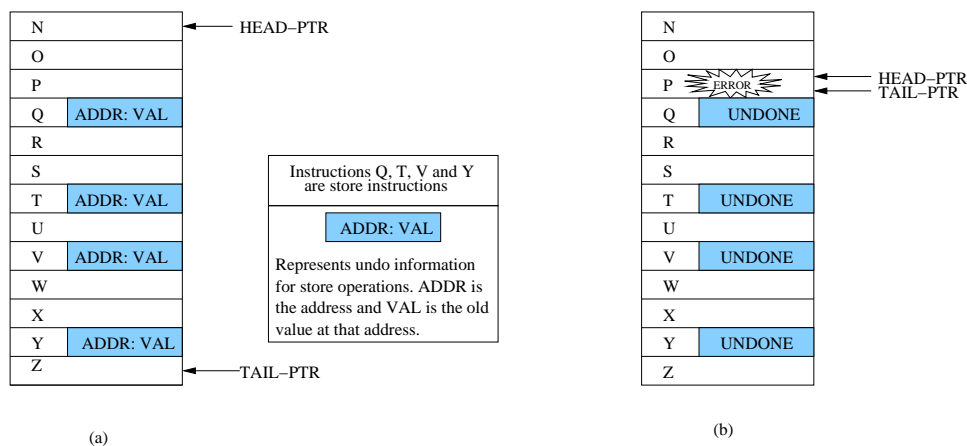 N
HEAD–PTR
O
P
Q ADDR: VAL
R
S
T ADDR: VAL
U
V ADDR: VAL
W
X
Y ADDR: VAL
Z
TAIL–PTR
(a)
Instructions Q, T, V and Y
are store instructions
ADDR: VAL
Represents undo information
for store operations. ADDR is
the address and VAL is the old
value at that address.
N
O
P ERROR
HEAD–PTR
TAIL–PTR
Q UNDONE
R
S
T UNDONE
U
V UNDONE
W
X
Y UNDONE
Z
(b)